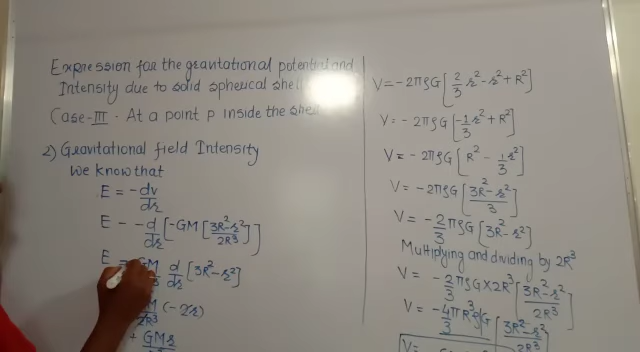 Expression for the gravtational potential and
Intensity due to solid spherical shell
Case-III - At a point P inside the shell
2) Gravitational field Intensity
We know that
E = -dv/dr
E - -d/dr [-GM [3R²-r²/2R³]]
E = GM d/dr [3R²-r²]
GM/2R³ (-2r)
+ GMr
V = -2πρG [2/3 r² - r² + R²]
V = -2πρG [-1/3 r² + R²]
V = -2πρG [R² - 1/3 r²]
V = -2πρG [3R²-r²/3]
V = -2/3 πρG [3R²-r²]
Multiplying and dividing by 2R³
V = -2/3 πρG×2R³ [3R²-r²/2R³]
V = -4πR³ρG/3 [3R²-r²/2R³]
V =